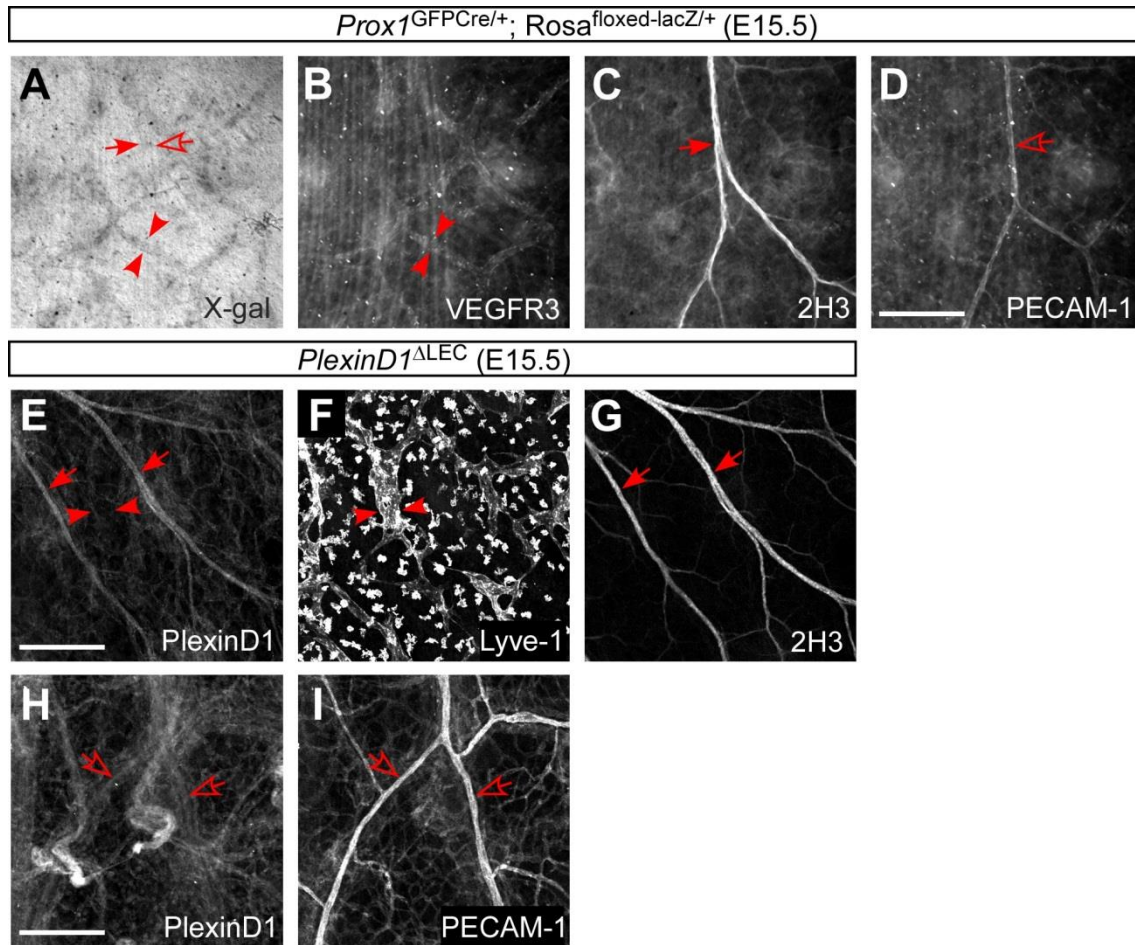 Prox1GFPCre/+; Rosafloxed-lacZ/+ (E15.5)
A
X-gal
B
VEGFR3
C
2H3
D
PECAM-1
PlexinD1ΔLEC (E15.5)
E
PlexinD1
F
Lyve-1
G
2H3
H
PlexinD1
I
PECAM-1